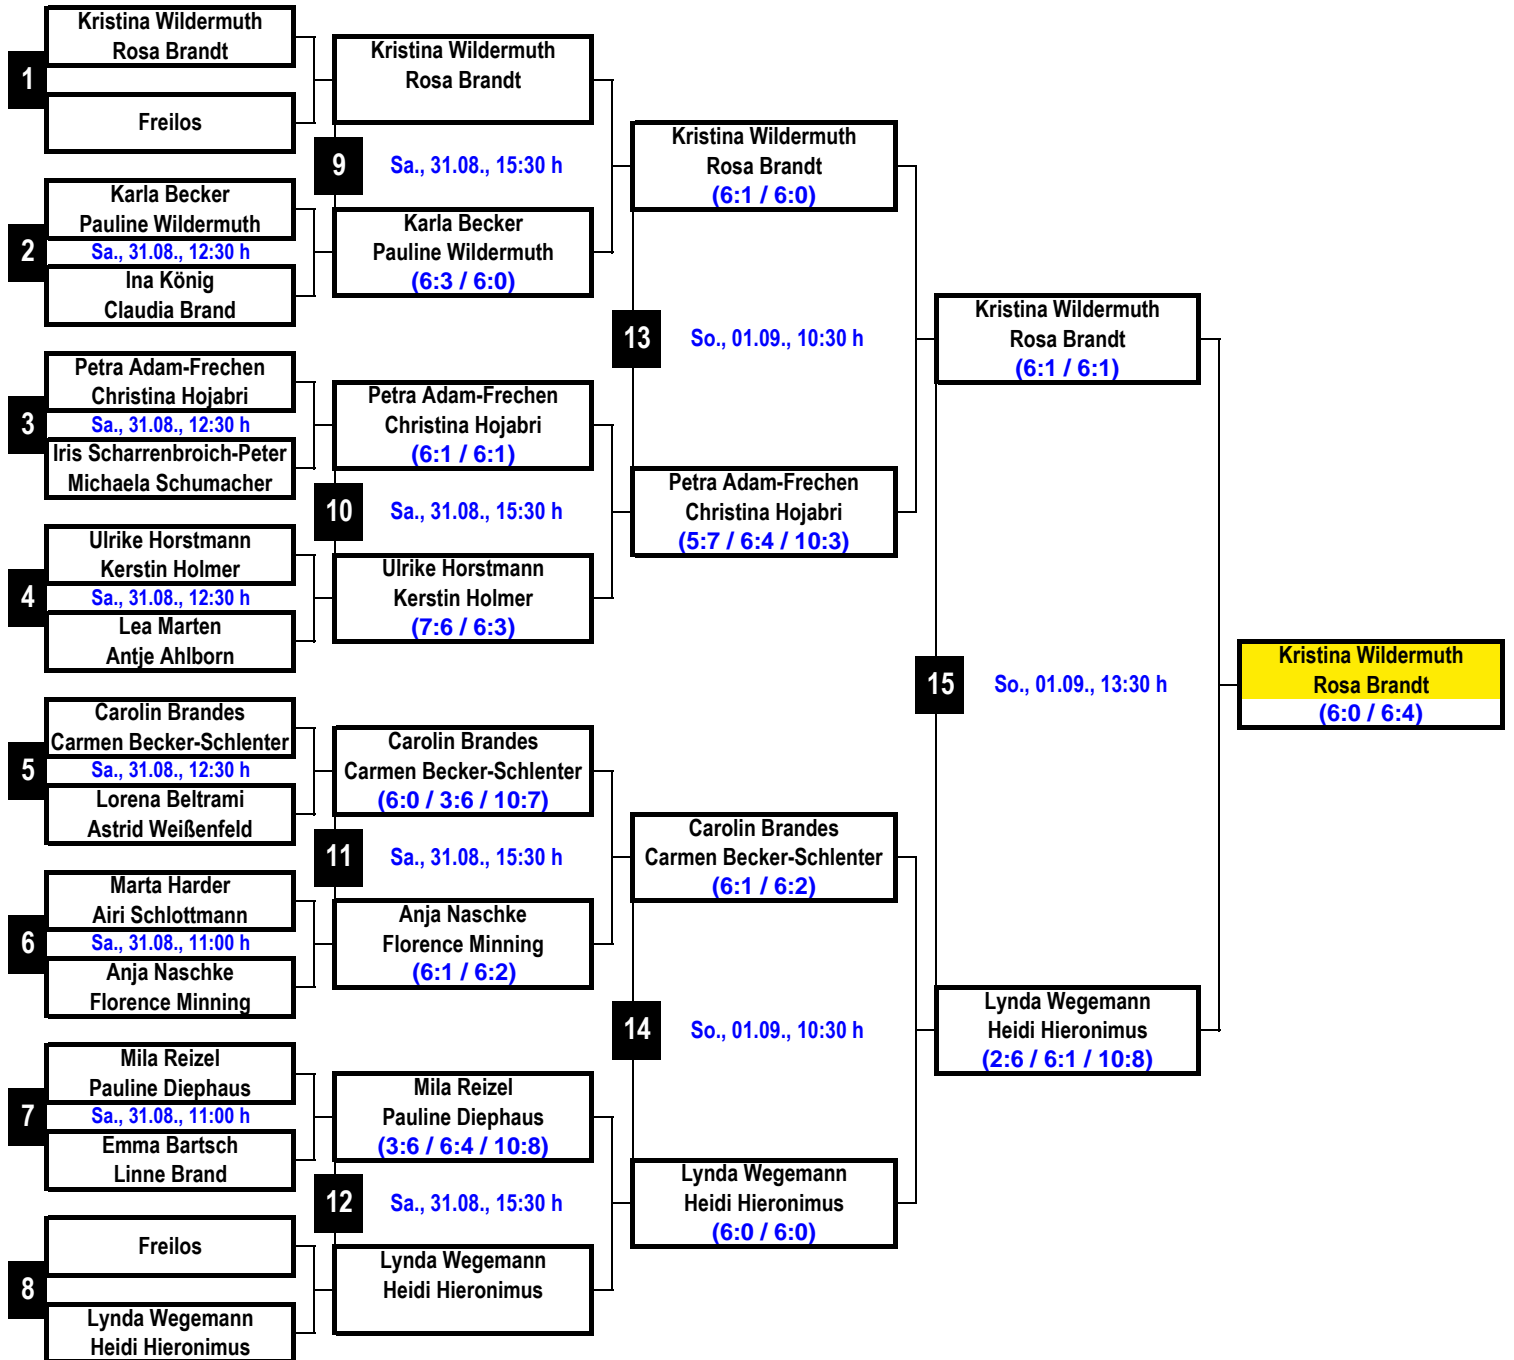 Kristina Wildermuth
Rosa Brandt
1
Freilos
Karla Becker
Pauline Wildermuth
2
Sa., 31.08., 12:30 h
Ina König
Claudia Brand
Petra Adam-Frechen
Christina Hojabri
3
Sa., 31.08., 12:30 h
Iris Scharrenbroich-Peter
Michaela Schumacher
Ulrike Horstmann
Kerstin Holmer
4
Sa., 31.08., 12:30 h
Lea Marten
Antje Ahlborn
Carolin Brandes
Carmen Becker-Schlenter
5
Sa., 31.08., 12:30 h
Lorena Beltrami
Astrid Weißenfeld
Marta Harder
Airi Schlottmann
6
Sa., 31.08., 11:00 h
Anja Naschke
Florence Minning
Mila Reizel
Pauline Diephaus
7
Sa., 31.08., 11:00 h
Emma Bartsch
Linne Brand
Freilos
8
Lynda Wegemann
Heidi Hieronimus
Kristina Wildermuth
Rosa Brandt
9
Sa., 31.08., 15:30 h
Karla Becker
Pauline Wildermuth
(6:3 / 6:0)
Petra Adam-Frechen
Christina Hojabri
(6:1 / 6:1)
10
Sa., 31.08., 15:30 h
Ulrike Horstmann
Kerstin Holmer
(7:6 / 6:3)
Carolin Brandes
Carmen Becker-Schlenter
(6:0 / 3:6 / 10:7)
11
Sa., 31.08., 15:30 h
Anja Naschke
Florence Minning
(6:1 / 6:2)
Mila Reizel
Pauline Diephaus
(3:6 / 6:4 / 10:8)
12
Sa., 31.08., 15:30 h
Lynda Wegemann
Heidi Hieronimus
Kristina Wildermuth
Rosa Brandt
(6:1 / 6:0)
13
So., 01.09., 10:30 h
Petra Adam-Frechen
Christina Hojabri
(5:7 / 6:4 / 10:3)
Carolin Brandes
Carmen Becker-Schlenter
(6:1 / 6:2)
14
So., 01.09., 10:30 h
Lynda Wegemann
Heidi Hieronimus
(6:0 / 6:0)
Kristina Wildermuth
Rosa Brandt
(6:1 / 6:1)
15
So., 01.09., 13:30 h
Lynda Wegemann
Heidi Hieronimus
(2:6 / 6:1 / 10:8)
Kristina Wildermuth
Rosa Brandt
(6:0 / 6:4)